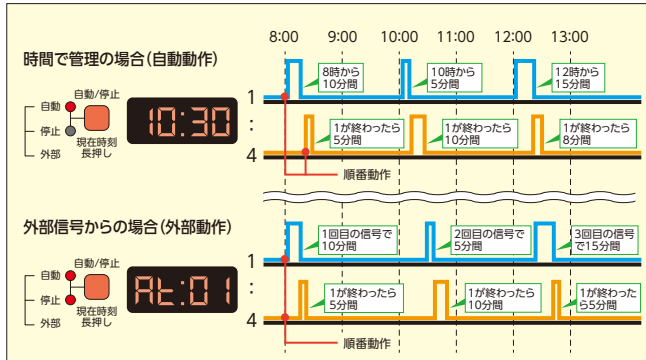 8:00 9:00 10:00 11:00 12:00 13:00
時間で管理の場合(自動動作)
自動/停止
自動
停止
外部
現在時刻
長押し
10:30
1
:
4
8時から
10分間
10時から
5分間
12時から
15分間
1が終わったら
5分間
1が終わったら
10分間
1が終わったら
8分間
順番動作
外部信号からの場合(外部動作)
自動/停止
自動
停止
外部
現在時刻
長押し
At:01
1
:
4
1回目の信号で
10分間
2回目の信号で
5分間
3回目の信号
で15分間
1が終わったら
5分間
1が終わったら
10分間
1が終わった
ら5分間
順番動作